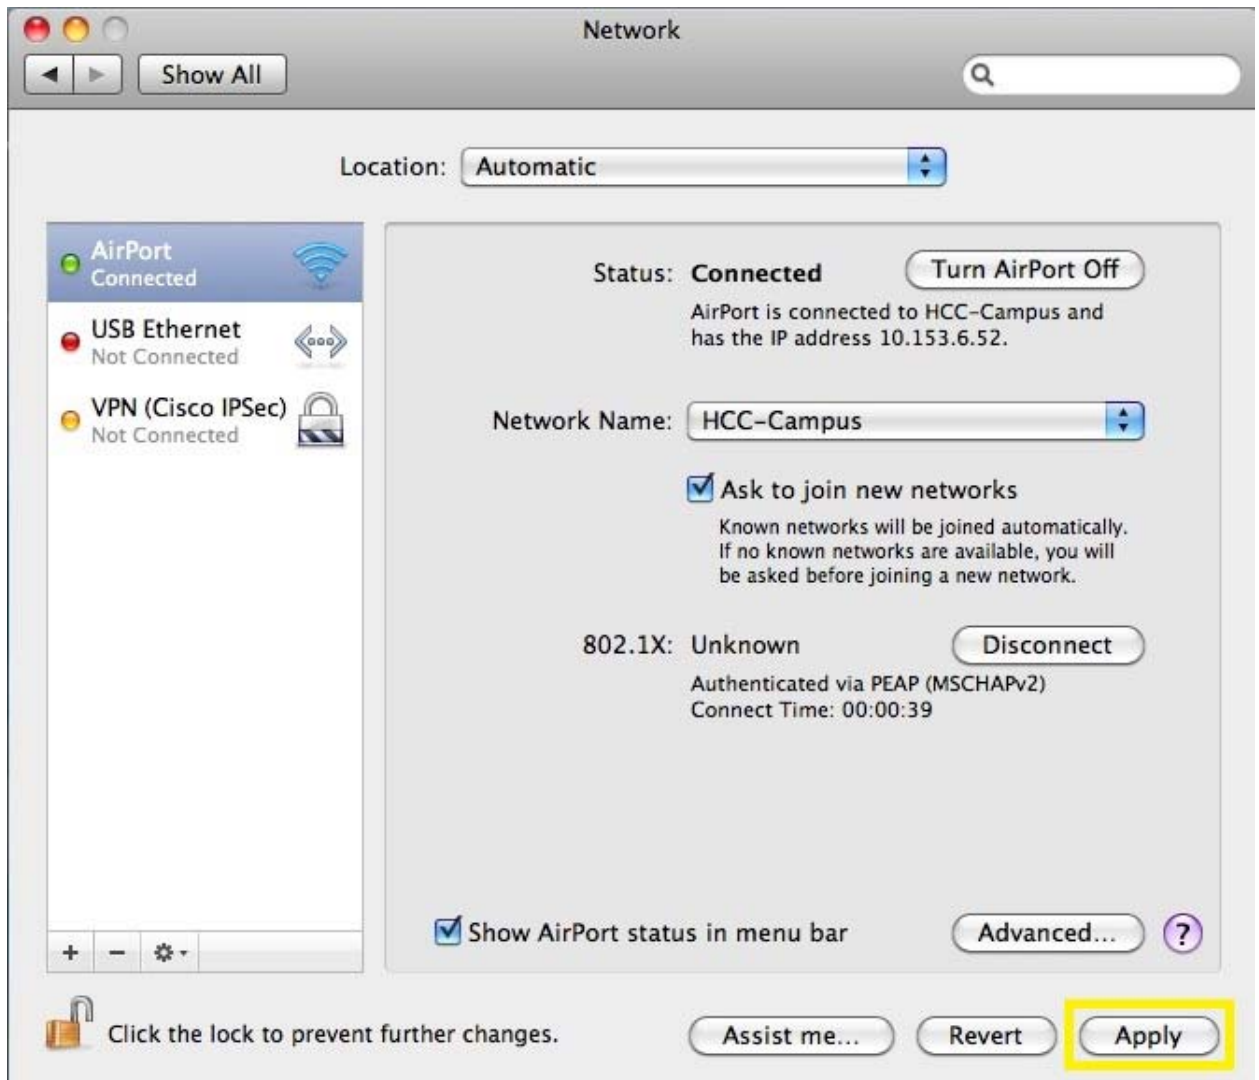 Network
Show All
Location: Automatic
AirPort
Connected
USB Ethernet
Not Connected
VPN (Cisco IPSec)
Not Connected
Status: Connected Turn AirPort Off
AirPort is connected to HCC-Campus and
has the IP address 10.153.6.52.
Network Name: HCC-Campus
Ask to join new networks
Known networks will be joined automatically.
If no known networks are available, you will
be asked before joining a new network.
802.1X: Unknown Disconnect
Authenticated via PEAP (MSCHAPv2)
Connect Time: 00:00:39
Show AirPort status in menu bar Advanced... ?
Click the lock to prevent further changes. Assist me... Revert Apply